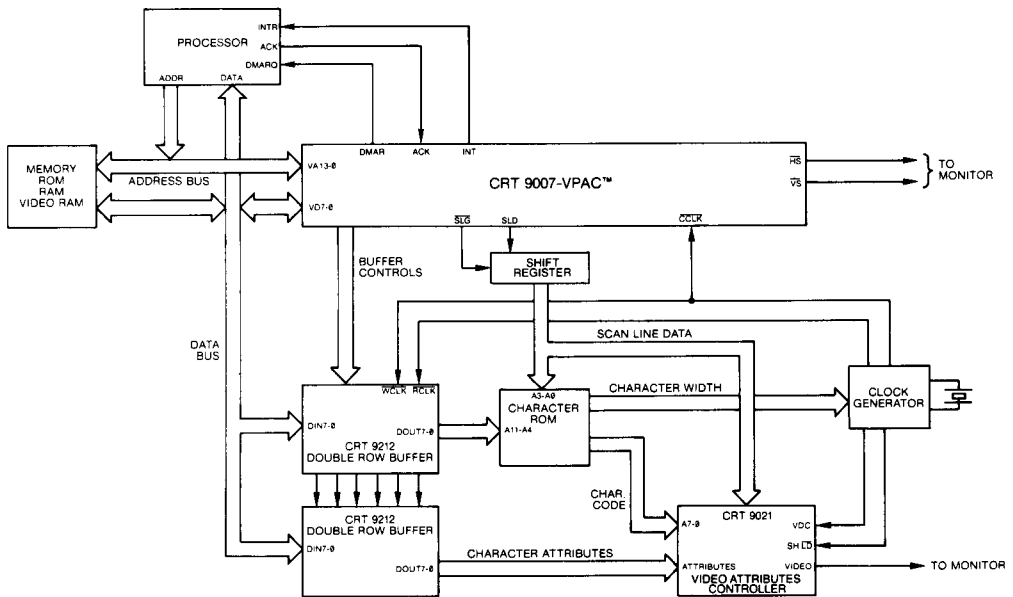 PROCESSOR
INTR
ACK
DMARQ
ADDR
DATA
MEMORY
ROM
RAM
VIDEO RAM
ADDRESS BUS
VA13-0
VD7-0
DMAR
ACK
INT
CRT 9007-VPAC™
HS
VS
TO
MONITOR
SLG
SLD
CCLK
BUFFER
CONTROLS
SHIFT
REGISTER
SCAN LINE DATA
DATA
BUS
WCLK
RCLK
DIN7-0
DOUT7-0
CRT 9212
DOUBLE ROW BUFFER
A3-A0
CHARACTER
ROM
A11-A4
CHARACTER WIDTH
CLOCK
GENERATOR
CHAR.
CODE
CRT 9212
DOUBLE ROW BUFFER
DIN7-0
DOUT7-0
CHARACTER ATTRIBUTES
CRT 9021
A7-0
VDC
SH LD
ATTRIBUTES
VIDEO
VIDEO ATTRIBUTES
CONTROLLER
TO MONITOR